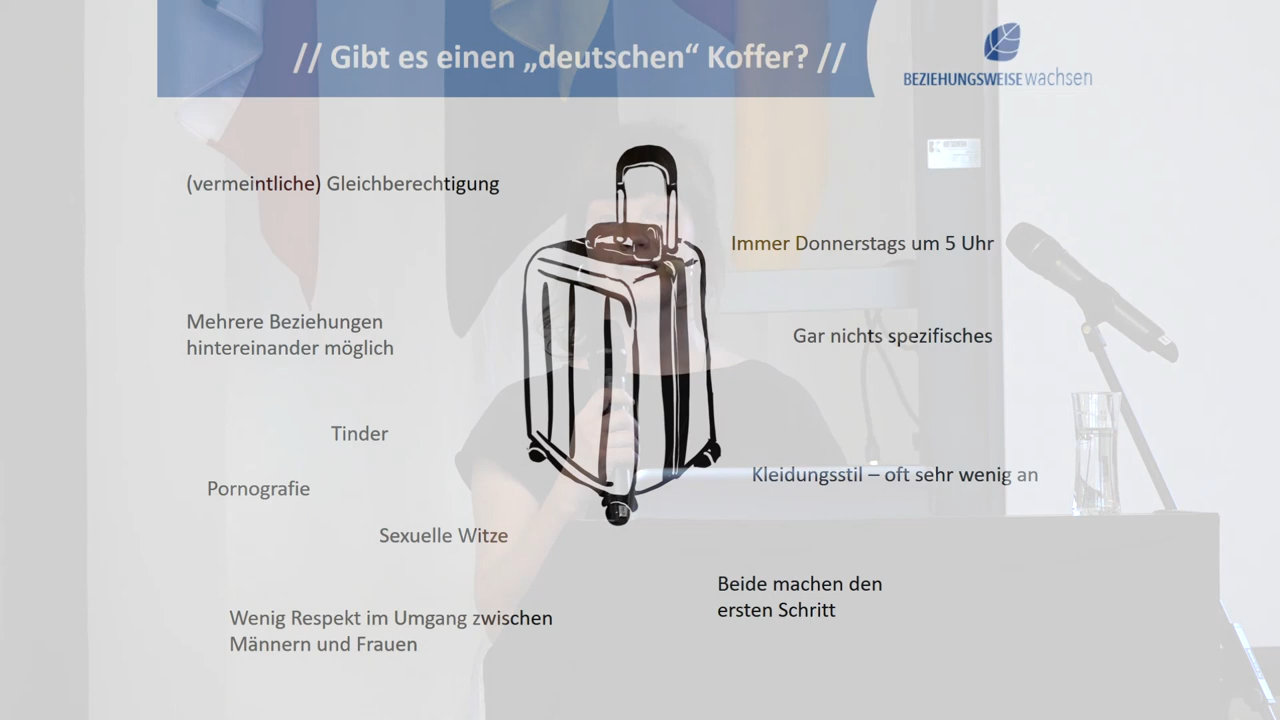 // Gibt es einen „deutschen“ Koffer? //
BEZIEHUNGSWEISE wachsen
(vermeintliche) Gleichberechtigung
Immer Donnerstags um 5 Uhr
Mehrere Beziehungen
hintereinander möglich
Gar nichts spezifisches
Tinder
Kleidungsstil – oft sehr wenig an
Pornografie
Sexuelle Witze
Beide machen den
ersten Schritt
Wenig Respekt im Umgang zwischen
Männern und Frauen